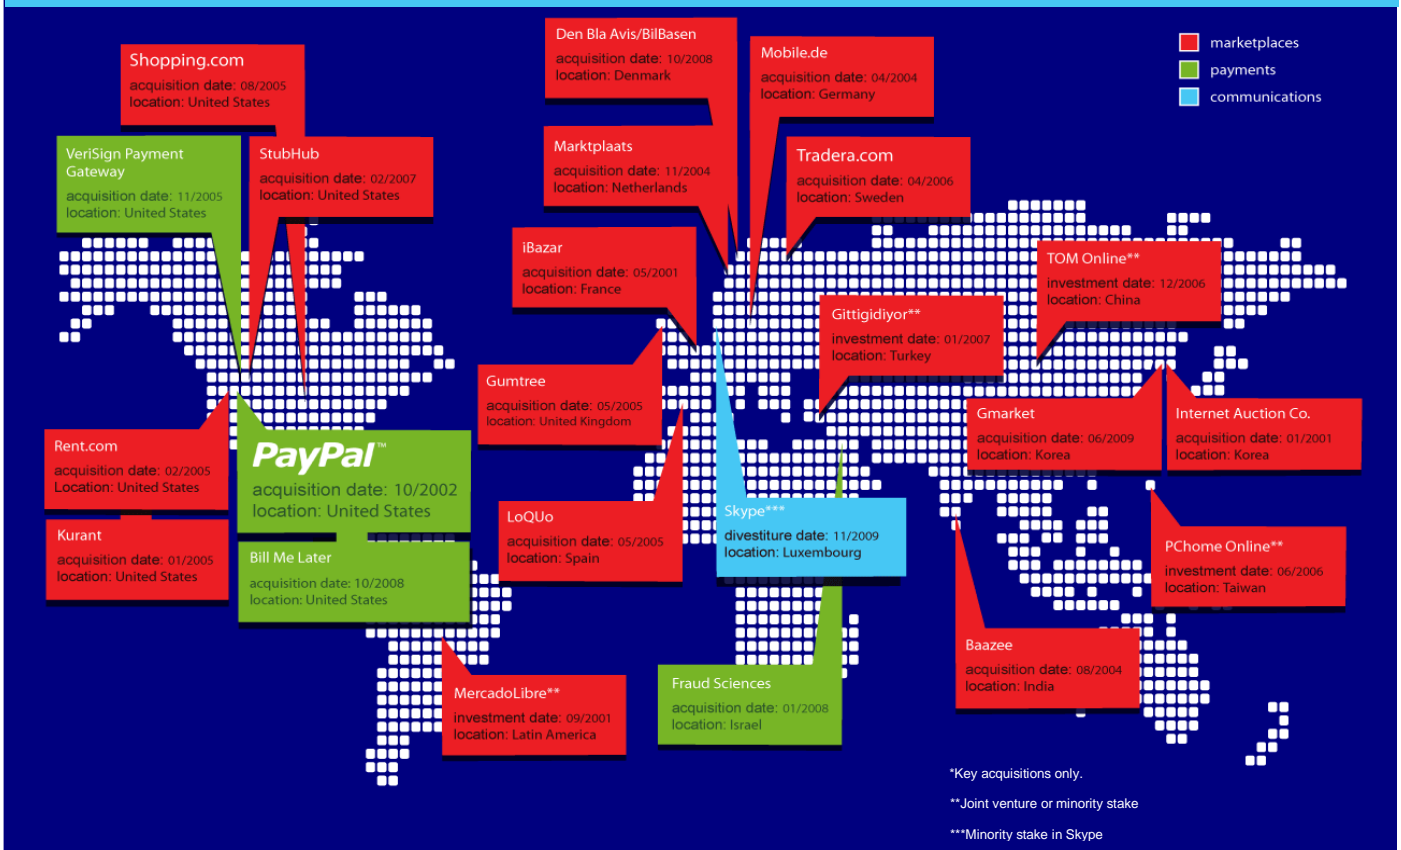 Shopping.com
acquisition date: 08/2005
location: United States
Den Bla Avis/BilBasen
acquisition date: 10/2008
location: Denmark
Mobile.de
acquisition date: 04/2004
location: Germany
marketplaces
payments
communications
VeriSign Payment
Gateway
acquisition date: 11/2005
location: United States
StubHub
acquisition date: 02/2007
location: United States
Marktplaats
acquisition date: 11/2004
location: Netherlands
Tradera.com
acquisition date: 04/2006
location: Sweden
iBazar
acquisition date: 05/2001
location: France
TOM Online**
investment date: 12/2006
location: China
Gittigidiyor**
investment date: 01/2007
location: Turkey
Gumtree
acquisition date: 05/2005
location: United Kingdom
Gmarket
acquisition date: 06/2009
location: Korea
Internet Auction Co.
acquisition date: 01/2001
location: Korea
Rent.com
acquisition date: 02/2005
Location: United States
PayPal™
acquisition date: 10/2002
location: United States
Kurant
acquisition date: 01/2005
location: United States
Bill Me Later
acquisition date: 10/2008
location: United States
LoQUo
acquisition date: 05/2005
location: Spain
Skype***
divestiture date: 11/2009
location: Luxembourg
PChome Online**
investment date: 06/2006
location: Taiwan
Baazee
acquisition date: 08/2004
location: India
MercadoLibre**
investment date: 09/2001
location: Latin America
Fraud Sciences
acquisition date: 01/2008
location: Israel
*Key acquisitions only.
**Joint venture or minority stake
***Minority stake in Skype